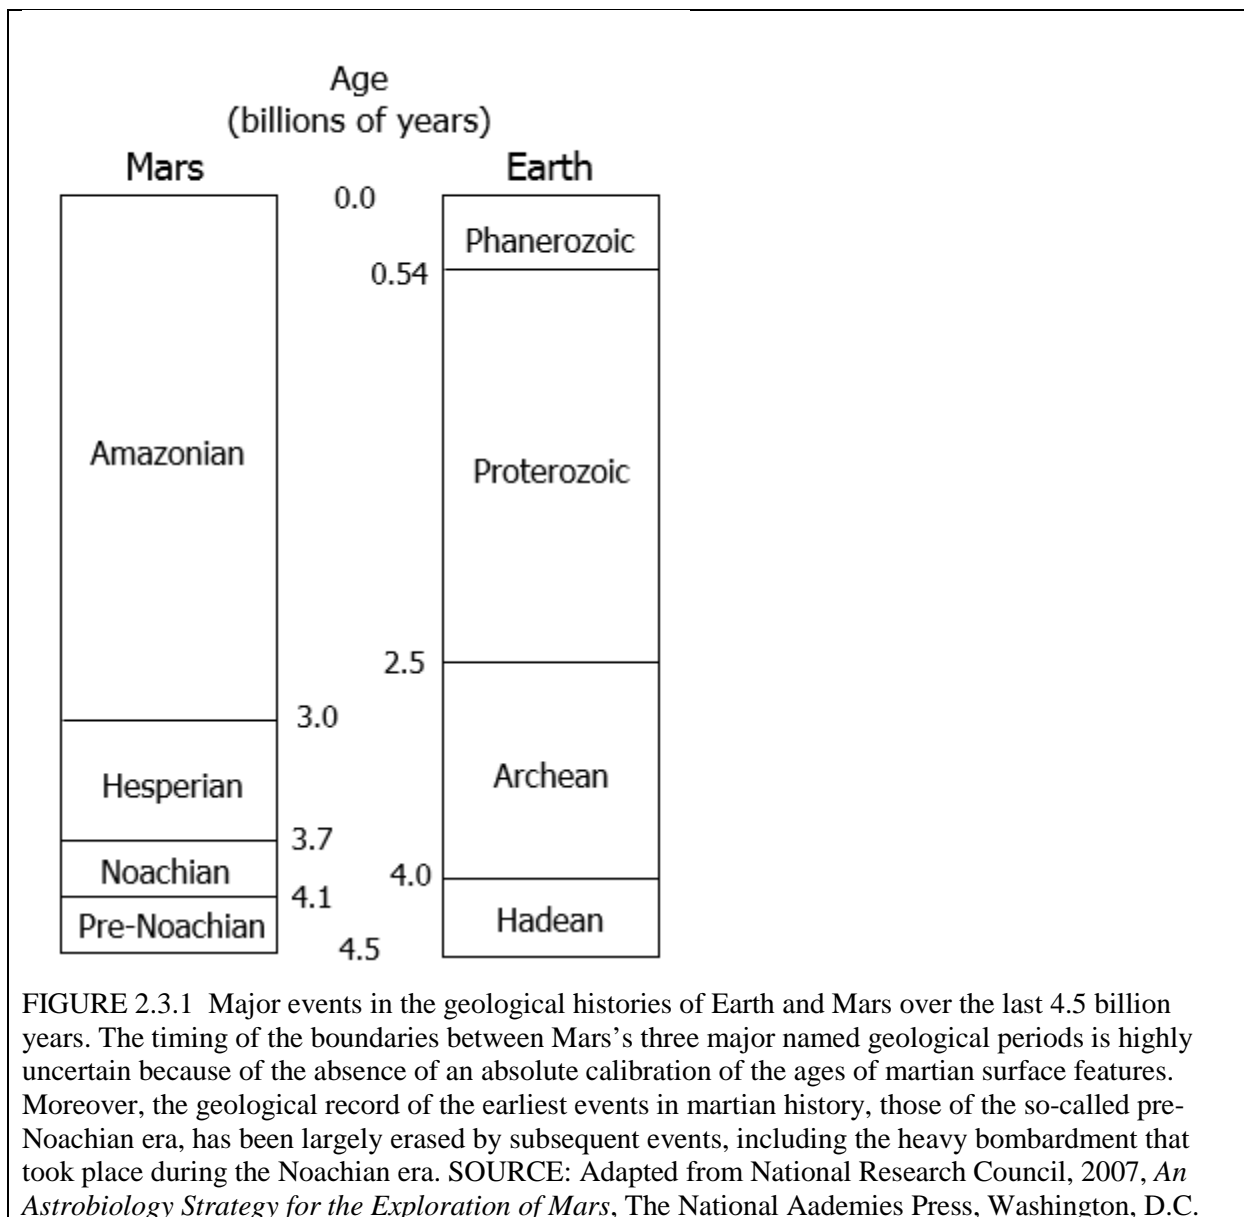 Age
(billions of years)
Mars
Earth
0.0
Phanerozoic
0.54
Amazonian
Proterozoic
2.5
3.0
Hesperian
Archean
3.7
Noachian
4.0
4.1
Pre-Noachian
Hadean
4.5
FIGURE 2.3.1  Major events in the geological histories of Earth and Mars over the last 4.5 billion
years. The timing of the boundaries between Mars’s three major named geological periods is highly
uncertain because of the absence of an absolute calibration of the ages of martian surface features.
Moreover, the geological record of the earliest events in martian history, those of the so-called pre-
Noachian era, has been largely erased by subsequent events, including the heavy bombardment that
took place during the Noachian era. SOURCE: Adapted from National Research Council, 2007, An
Astrobiology Strategy for the Exploration of Mars, The National Aademies Press, Washington, D.C.